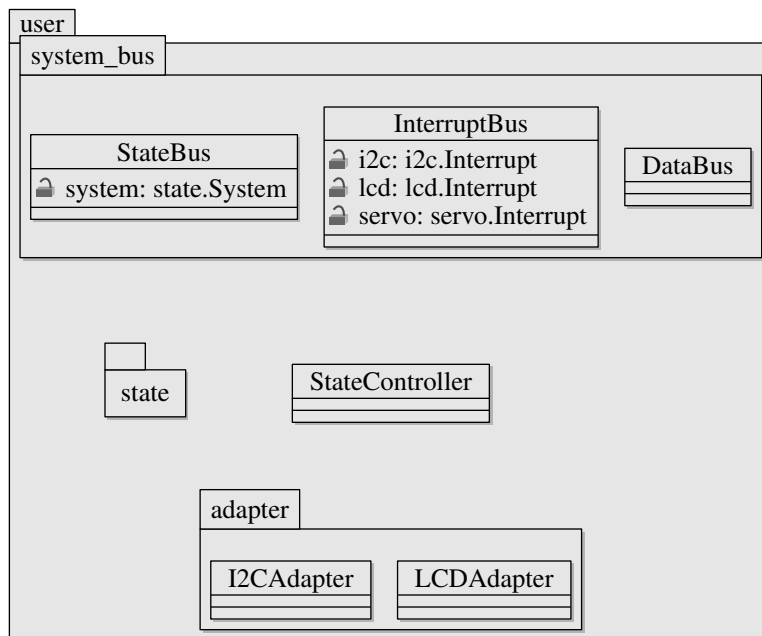 user
system_bus
StateBus
system: state.System
InterruptBus
i2c: i2c.Interrupt
lcd: lcd.Interrupt
servo: servo.Interrupt
DataBus
state
StateController
adapter
I2CAdapter
LCDAdapter